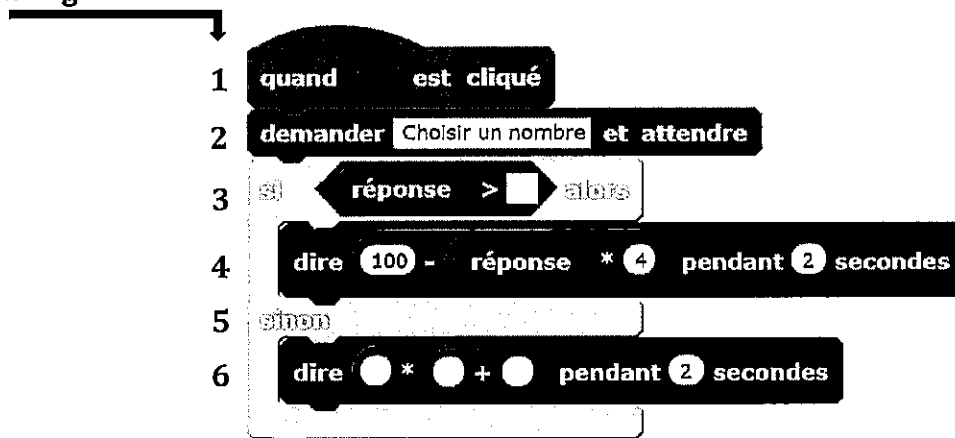 1 quand est cliqué
2 demander Choisir un nombre et attendre
3 si réponse > alors
4 dire 100 - réponse * 4 pendant 2 secondes
5 sinon
6 dire * + pendant 2 secondes